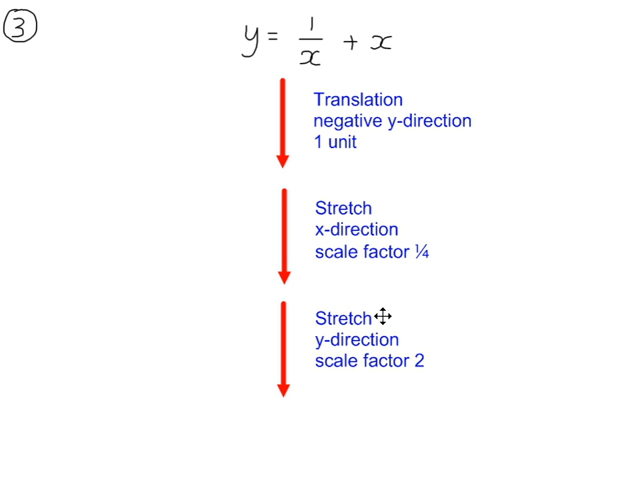 3
y = 1/x + x
Translation
negative y-direction
1 unit
Stretch
x-direction
scale factor ¼
Stretch
y-direction
scale factor 2